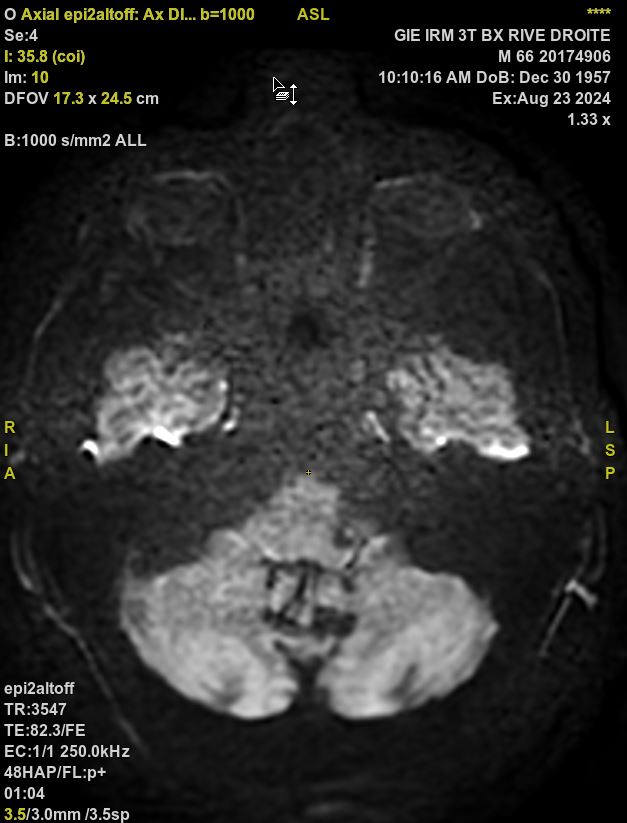 O Axial epi2altoff: Ax DI... b=1000
ASL
****
Se:4
GIE IRM 3T BX RIVE DROITE
I: 35.8 (coi)
M 66 20174906
Im: 10
10:10:16 AM DoB: Dec 30 1957
DFOV 17.3 x 24.5 cm
Ex:Aug 23 2024
1.33 x
B:1000 s/mm2 ALL
R
L
I
S
A
P
epi2altoff
TR:3547
TE:82.3/FE
EC:1/1 250.0kHz
48HAP/FL:p+
01:04
3.5/3.0mm /3.5sp